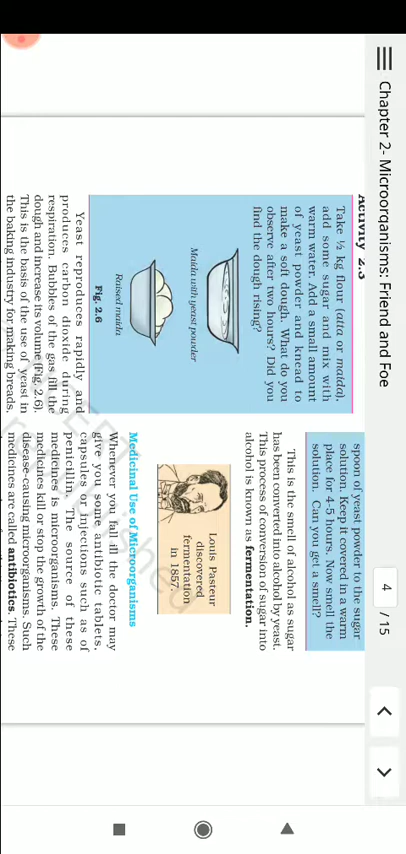 Chapter 2- Microorganisms: Friend and Foe
4 / 15
Activity 2.3
Take ½ kg flour (atta or maida),
add some sugar and mix with
warm water. Add a small amount
of yeast powder and knead to
make a soft dough. What do you
observe after two hours? Did you
find the dough rising?
Maida with yeast powder
Raised maida
Fig. 2.6
Yeast reproduces rapidly and
produces carbon dioxide during
respiration. Bubbles of the gas fill the
dough and increase its volume (Fig. 2.6).
This is the basis of the use of yeast in
the baking industry for making breads,
spoon of yeast powder to the sugar
solution. Keep it covered in a warm
place for 4-5 hours. Now smell the
solution. Can you get a smell?
This is the smell of alcohol as sugar
has been converted into alcohol by yeast.
This process of conversion of sugar into
alcohol is known as fermentation.
Louis Pasteur
discovered
fermentation
in 1857.
Medicinal Use of Microorganisms
Whenever you fall ill the doctor may
give you some antibiotic tablets,
capsules or injections such as of
penicillin. The source of these
medicines is microorganisms. These
medicines kill or stop the growth of the
disease-causing microorganisms. Such
medicines are called antibiotics. These